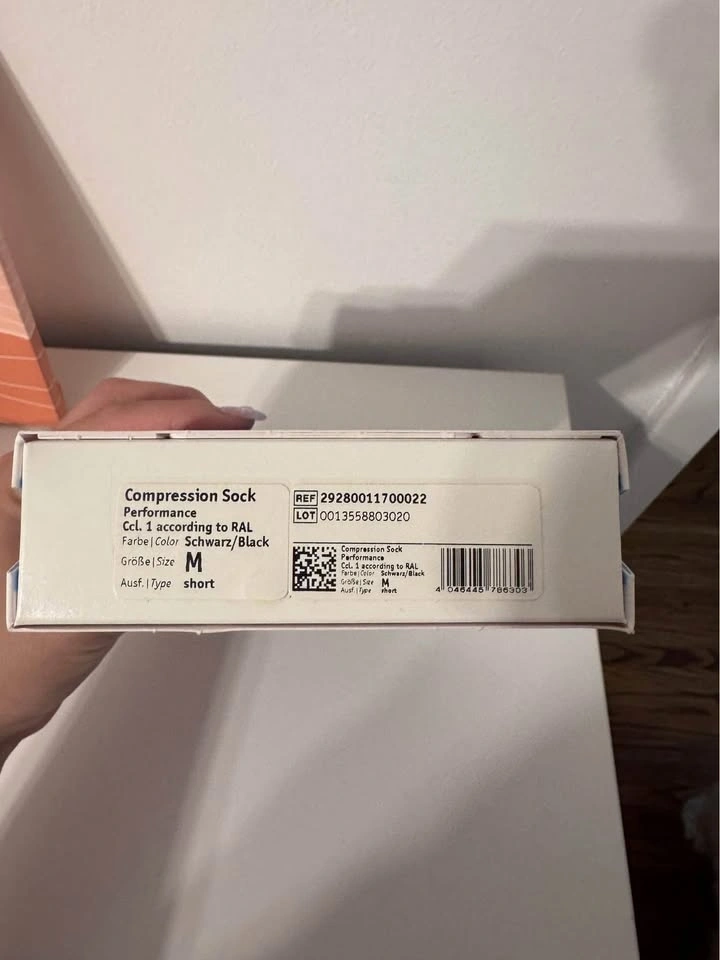 Compression Sock
Performance
Ccl. 1 according to RAL
Farbe|Color Schwarz/Black
Größe|Size M
Ausf.|Type short
REF 29280011700022
LOT 0013558803020
Compression Sock
Performance
Ccl. 1 according to RAL
Farbe|Color Schwarz/Black
Größe|Size M
Ausf.|Type short
4 046445 786303